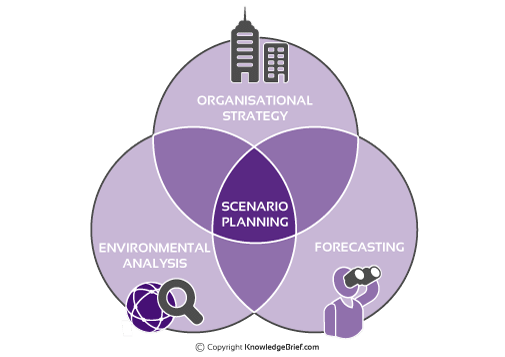 ORGANISATIONAL
STRATEGY
SCENARIO
PLANNING
ENVIRONMENTAL
ANALYSIS
FORECASTING
© Copyright KnowledgeBrief.com